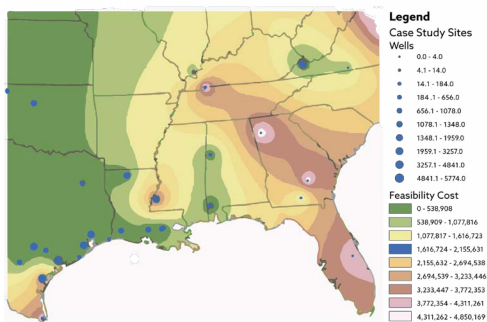 Legend
Case Study Sites
Wells
0.0 - 4.0
4.1 - 14.0
14.1 - 184.0
184 .1 - 656.0
656.1 - 1078.0
1078.1 - 1348.0
1348.1 - 1959.0
1959.1 - 3257.0
3257.1 - 4841.0
4841.1 - 5774.0
Feasibility Cost
0 - 538,908
538,909 - 1,077,816
1,077,817 - 1,616,723
1,616,724 - 2,155,631
2,155,632 - 2,694,538
2,694,539 - 3,233,446
3,233,447 - 3,772,353
3,772,354 - 4,311,261
4,311,262 - 4,850,169